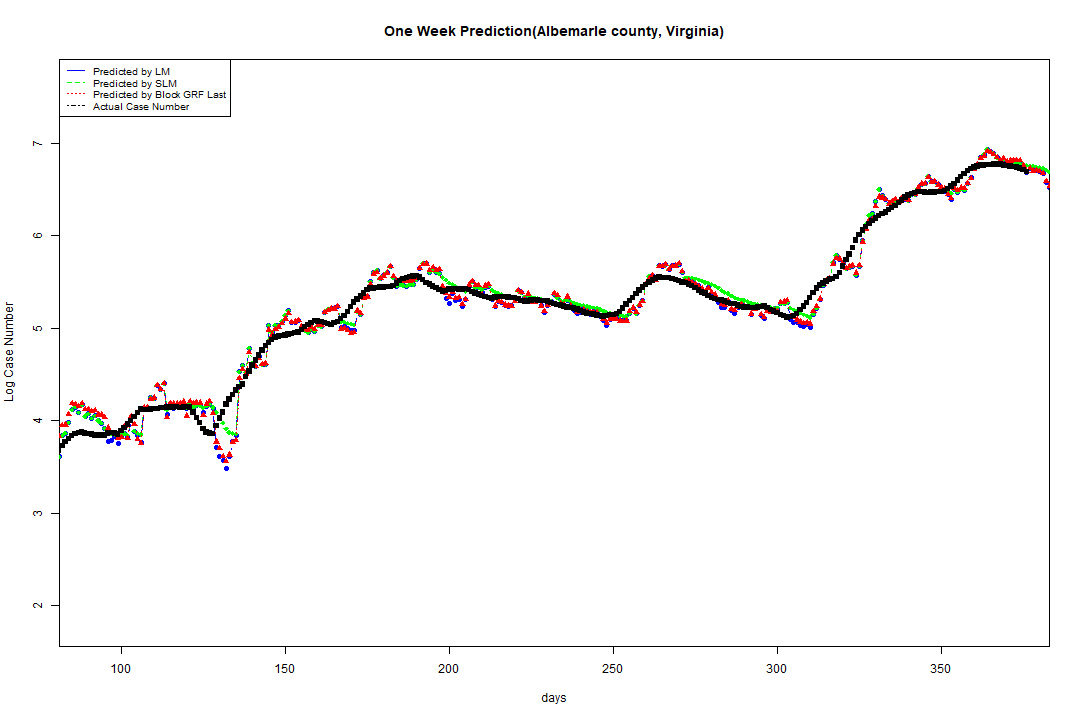 One Week Prediction(Albemarle county, Virginia)
Predicted by LM
Predicted by SLM
Predicted by Block GRF Last
Actual Case Number
7
6
5
4
3
2
Log Case Number
100 150 200 250 300 350
days